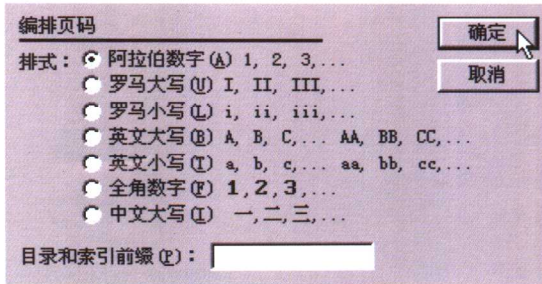 编排页码
确定
排式： 阿拉伯数字(A) 1, 2, 3,...
取消
罗马大写(U) I, II, III,...
罗马小写(L) i, ii, iii,...
英文大写(B) A, B, C,... AA, BB, CC,...
英文小写(T) a, b, c,... aa, bb, cc,...
全角数字(F) １,２,３,...
中文大写(I) 一,二,三,...
目录和索引前缀(P)：